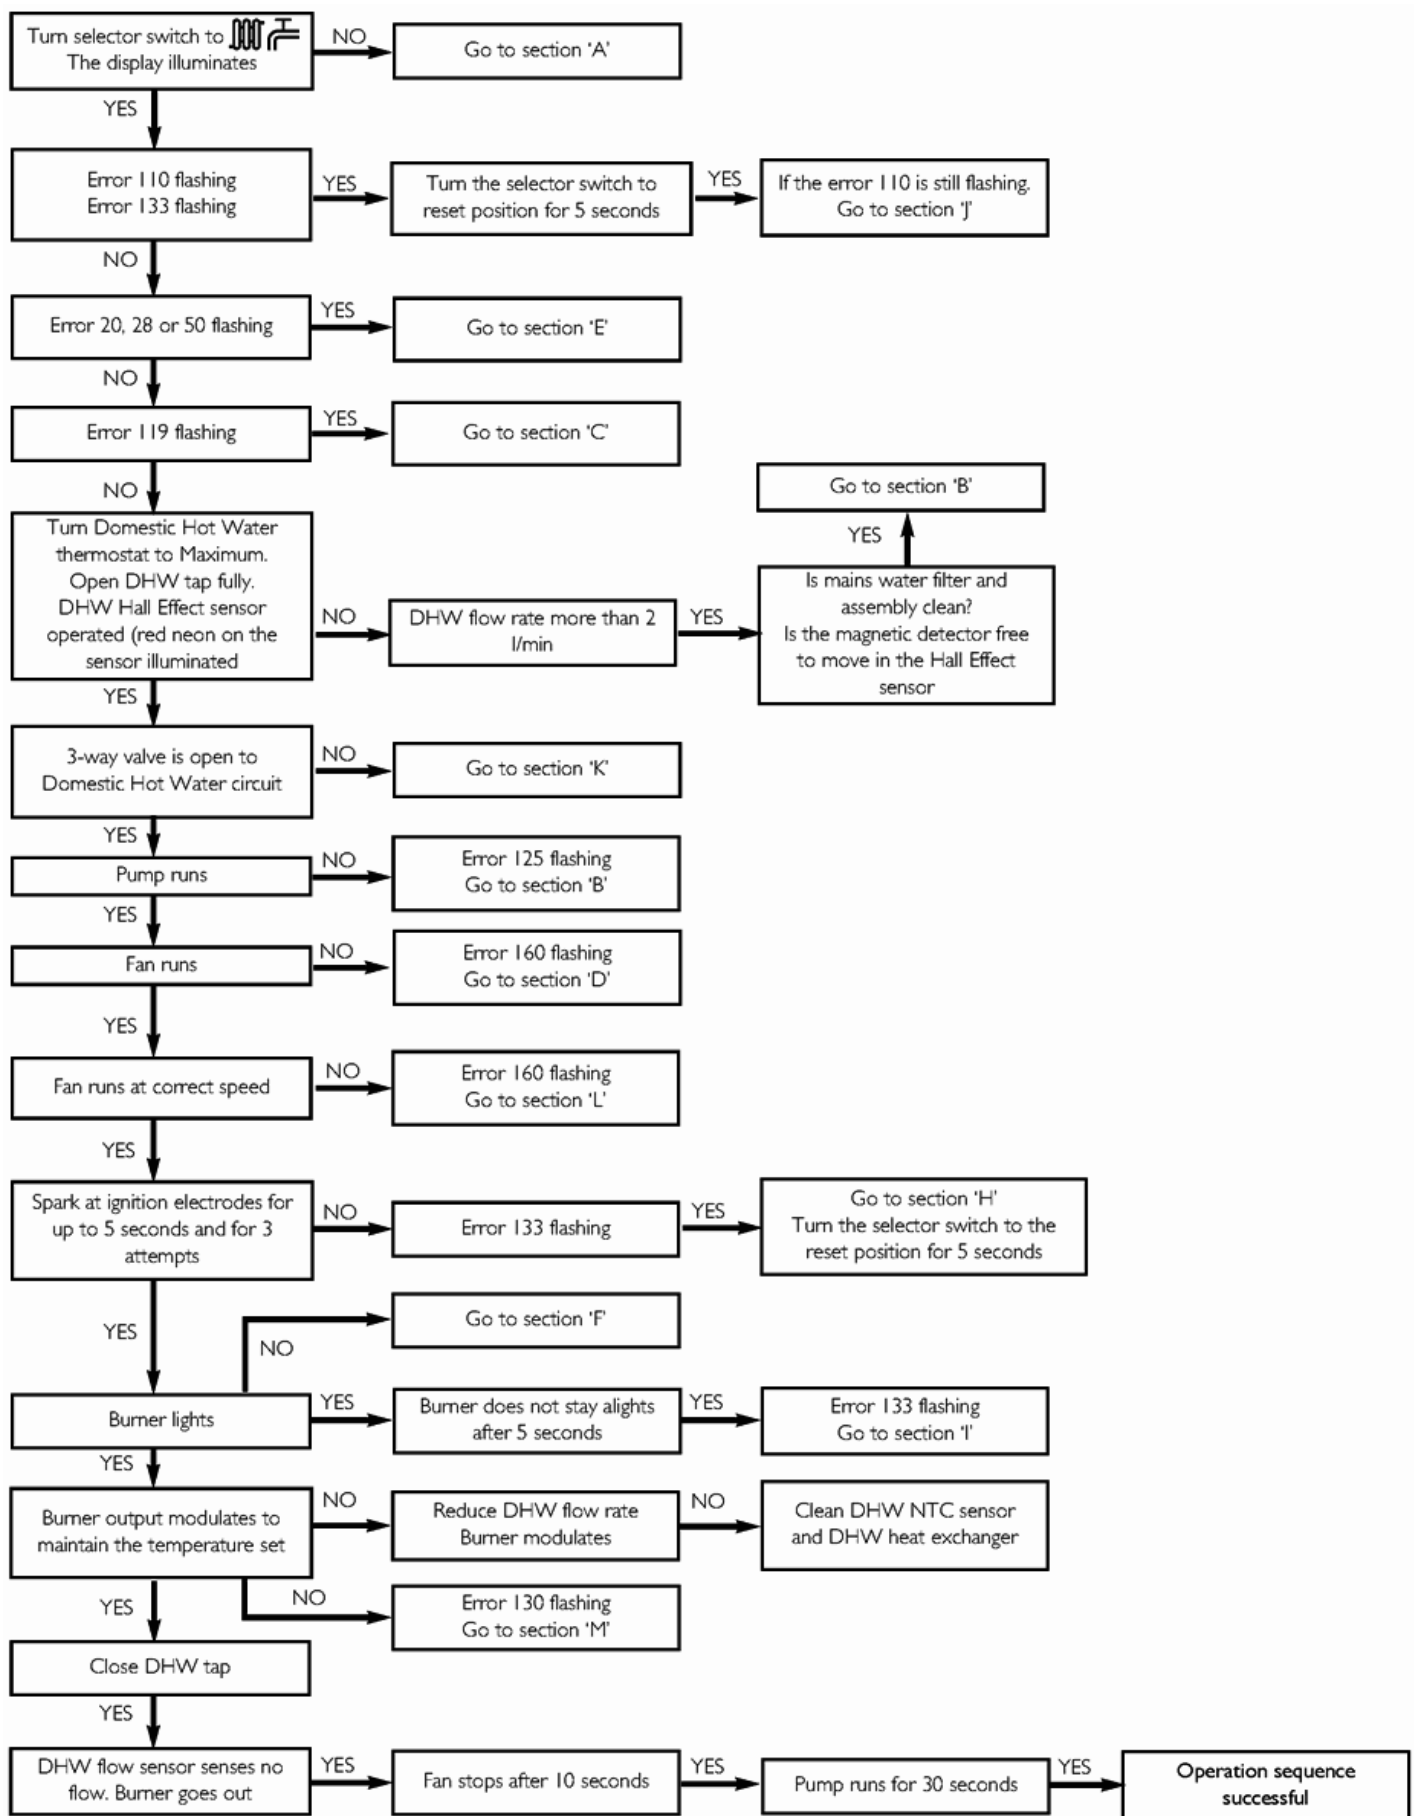 Turn selector switch to
The display illuminates
NO
Go to section 'A'
YES
Error 110 flashing
Error 133 flashing
YES
Turn the selector switch to
reset position for 5 seconds
YES
If the error 110 is still flashing.
Go to section 'J'
NO
Error 20, 28 or 50 flashing
YES
Go to section 'E'
NO
Error 119 flashing
YES
Go to section 'C'
NO
Turn Domestic Hot Water
thermostat to Maximum.
Open DHW tap fully.
DHW Hall Effect sensor
operated (red neon on the
sensor illuminated
NO
DHW flow rate more than 2
l/min
YES
Is mains water filter and
assembly clean?
Is the magnetic detector free
to move in the Hall Effect
sensor
YES
Go to section 'B'
YES
3-way valve is open to
Domestic Hot Water circuit
NO
Go to section 'K'
YES
Pump runs
NO
Error 125 flashing
Go to section 'B'
YES
Fan runs
NO
Error 160 flashing
Go to section 'D'
YES
Fan runs at correct speed
NO
Error 160 flashing
Go to section 'L'
YES
Spark at ignition electrodes for
up to 5 seconds and for 3
attempts
NO
Error 133 flashing
YES
Go to section 'H'
Turn the selector switch to the
reset position for 5 seconds
YES
NO
Go to section 'F'
Burner lights
YES
Burner does not stay alights
after 5 seconds
YES
Error 133 flashing
Go to section 'I'
YES
Burner output modulates to
maintain the temperature set
NO
Reduce DHW flow rate
Burner modulates
NO
Clean DHW NTC sensor
and DHW heat exchanger
NO
Error 130 flashing
Go to section 'M'
YES
Close DHW tap
YES
DHW flow sensor senses no
flow. Burner goes out
YES
Fan stops after 10 seconds
YES
Pump runs for 30 seconds
YES
Operation sequence
successful